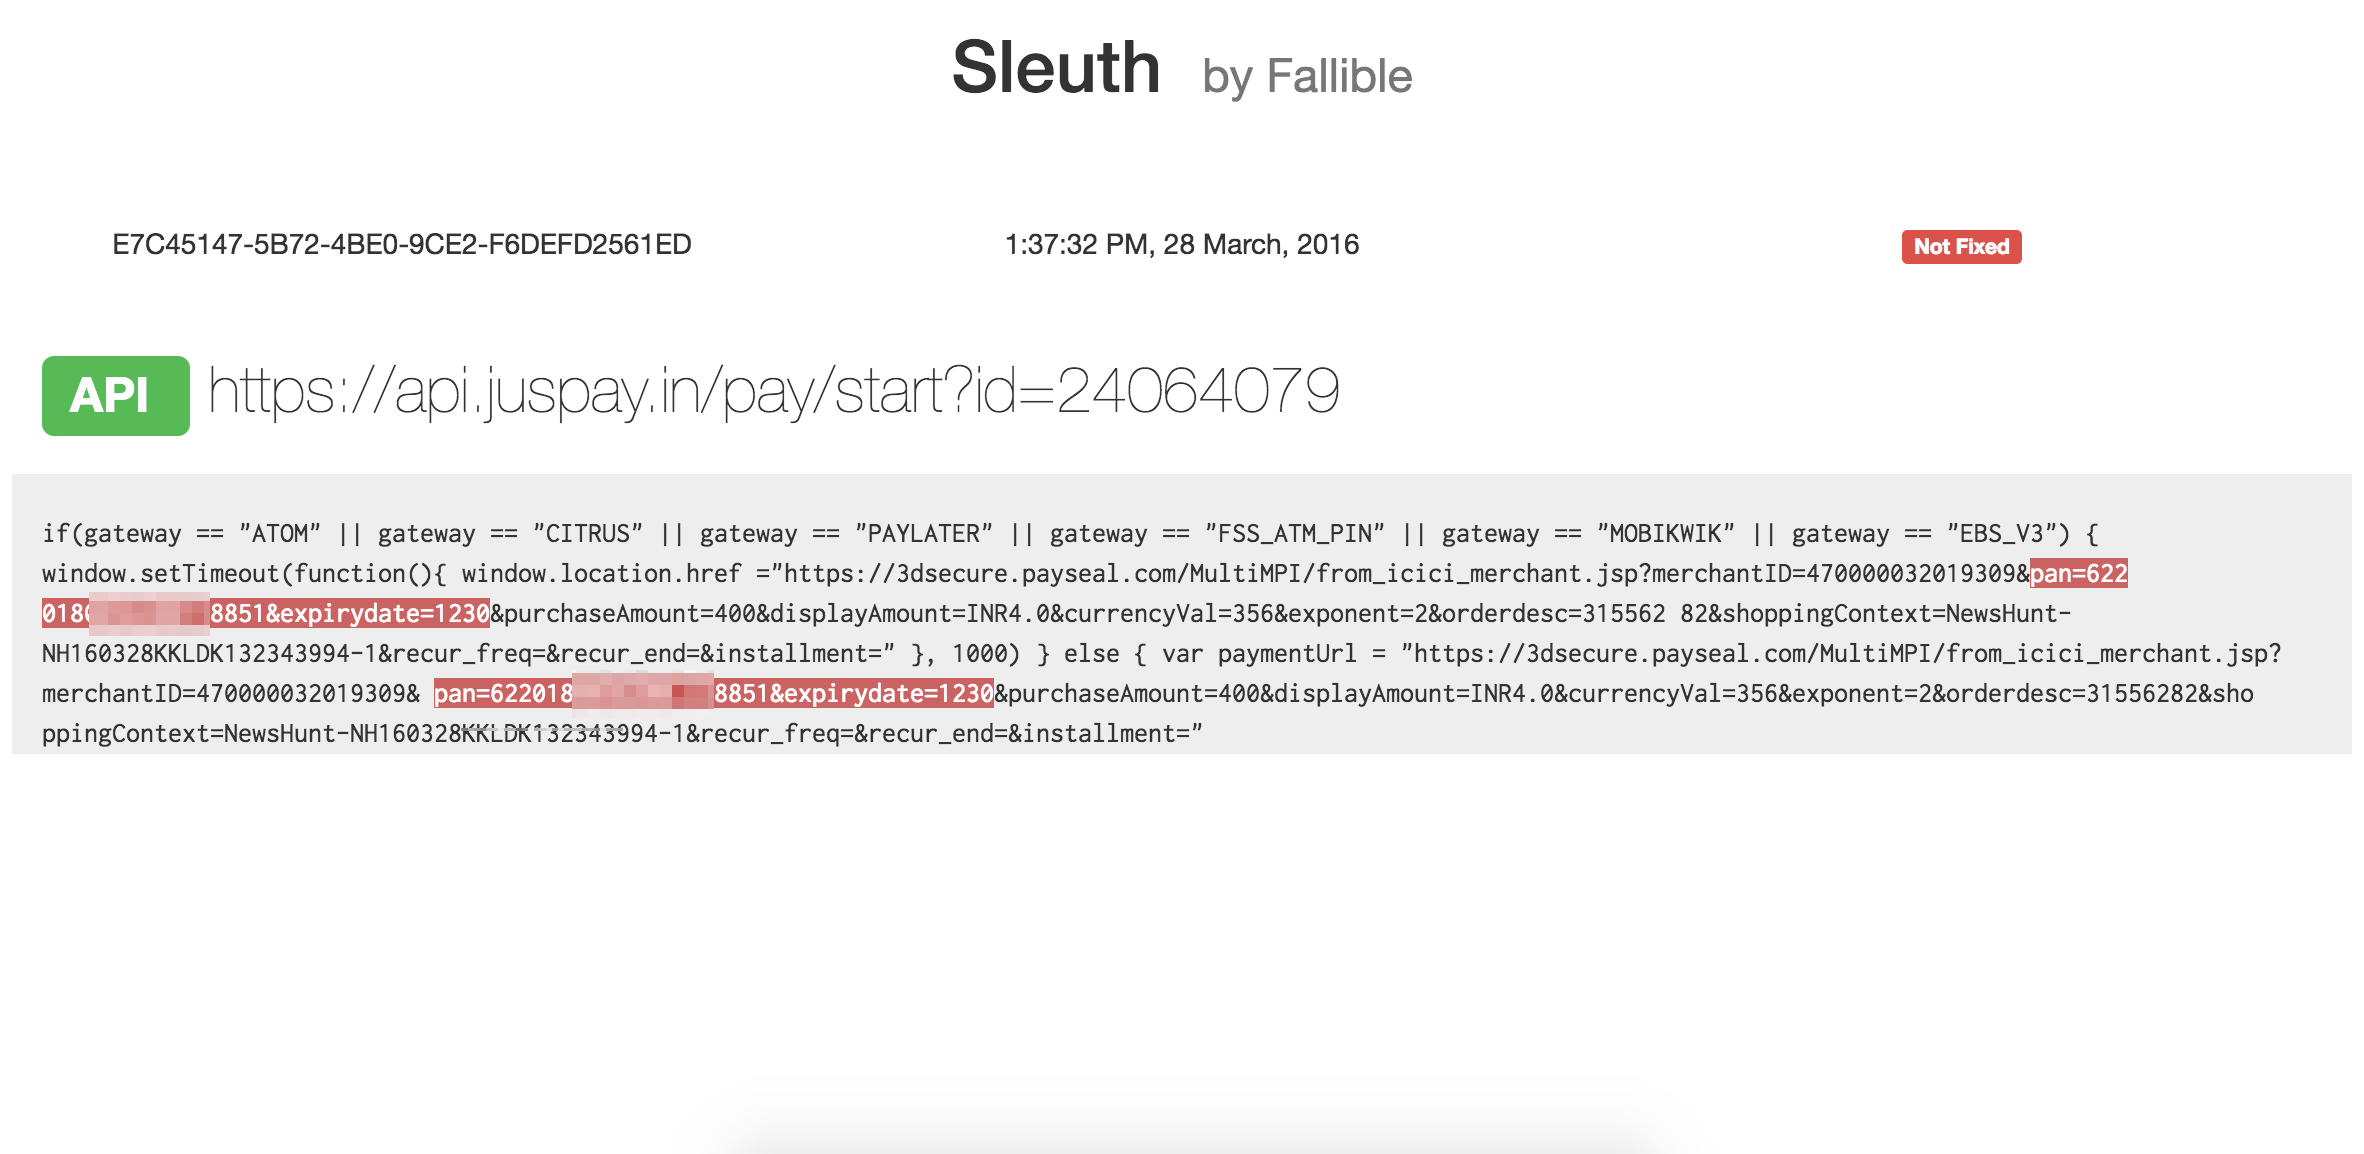 Sleuth by Fallible
E7C45147-5B72-4BE0-9CE2-F6DEFD2561ED 1:37:32 PM, 28 March, 2016 Not Fixed
API https://api.juspay.in/pay/start?id=24064079
if(gateway == "ATOM" || gateway == "CITRUS" || gateway == "PAYLATER" || gateway == "FSS_ATM_PIN" || gateway == "MOBIKWIK" || gateway == "EBS_V3") {
window.setTimeout(function(){ window.location.href ="https://3dsecure.payseal.com/MultiMPI/from_icici_merchant.jsp?merchantID=470000032019309&pan=622
018 8851&expirydate=1230&purchaseAmount=400&displayAmount=INR4.0&currencyVal=356&exponent=2&orderdesc=315562 82&shoppingContext=NewsHunt-
NH160328KKLDK132343994-1&recur_freq=&recur_end=&installment=" }, 1000) } else { var paymentUrl = "https://3dsecure.payseal.com/MultiMPI/from_icici_merchant.jsp?
merchantID=470000032019309& pan=622018 8851&expirydate=1230&purchaseAmount=400&displayAmount=INR4.0&currencyVal=356&exponent=2&orderdesc=31556282&sho
ppingContext=NewsHunt-NH160328KKLDK132343994-1&recur_freq=&recur_end=&installment="